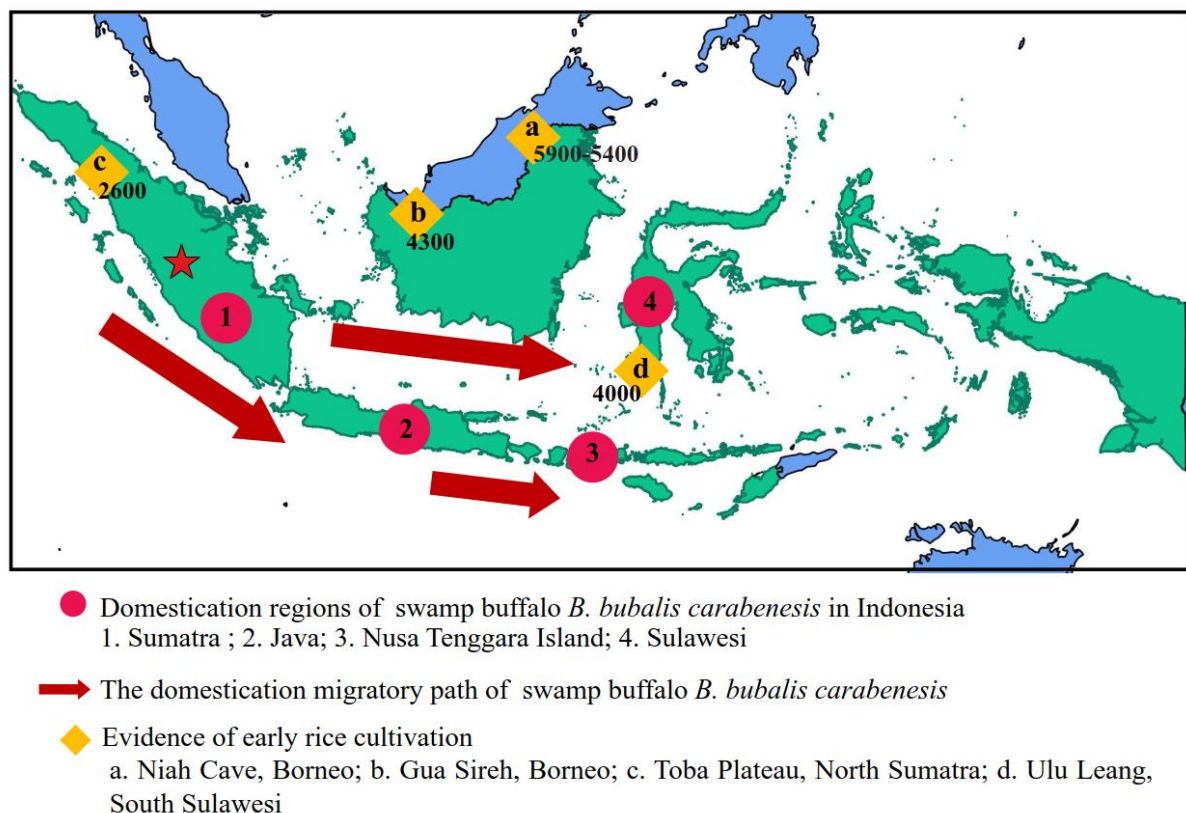 a
5900-5400
c
2600
b
4300
1
4
d
4000
2
3
Domestication regions of swamp buffalo B. bubalis carabenesis in Indonesia
1. Sumatra ; 2. Java; 3. Nusa Tenggara Island; 4. Sulawesi
The domestication migratory path of swamp buffalo B. bubalis carabenesis
Evidence of early rice cultivation
a. Niah Cave, Borneo; b. Gua Sireh, Borneo; c. Toba Plateau, North Sumatra; d. Ulu Leang,
South Sulawesi